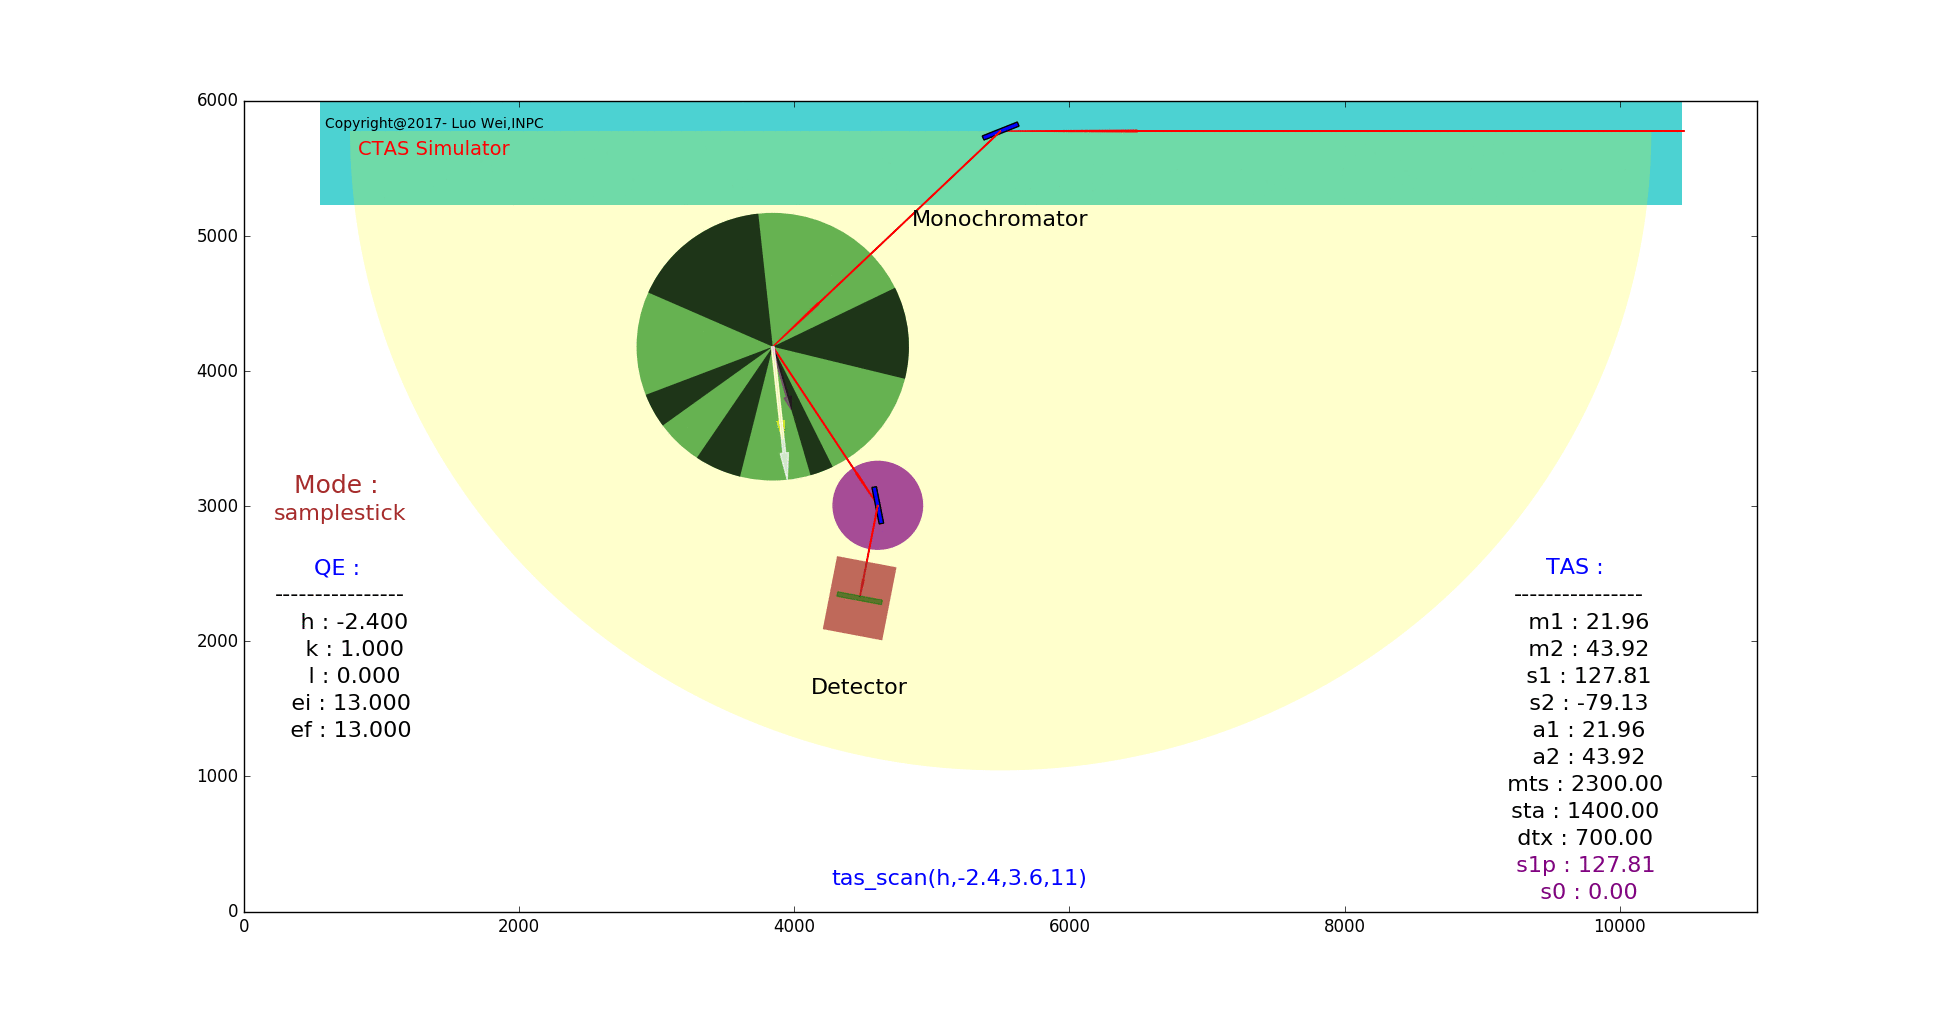 6000
5000
4000
3000
2000
1000
0
0
2000
4000
6000
8000
10000
Copyright@2017- Luo Wei,INPC
CTAS Simulator
Monochromator
Mode :
samplestick
QE :
----------------
h : -2.400
k : 1.000
l : 0.000
ei : 13.000
ef : 13.000
Detector
tas_scan(h,-2.4,3.6,11)
TAS :
----------------
m1 : 21.96
m2 : 43.92
s1 : 127.81
s2 : -79.13
a1 : 21.96
a2 : 43.92
mts : 2300.00
sta : 1400.00
dtx : 700.00
s1p : 127.81
s0 : 0.00